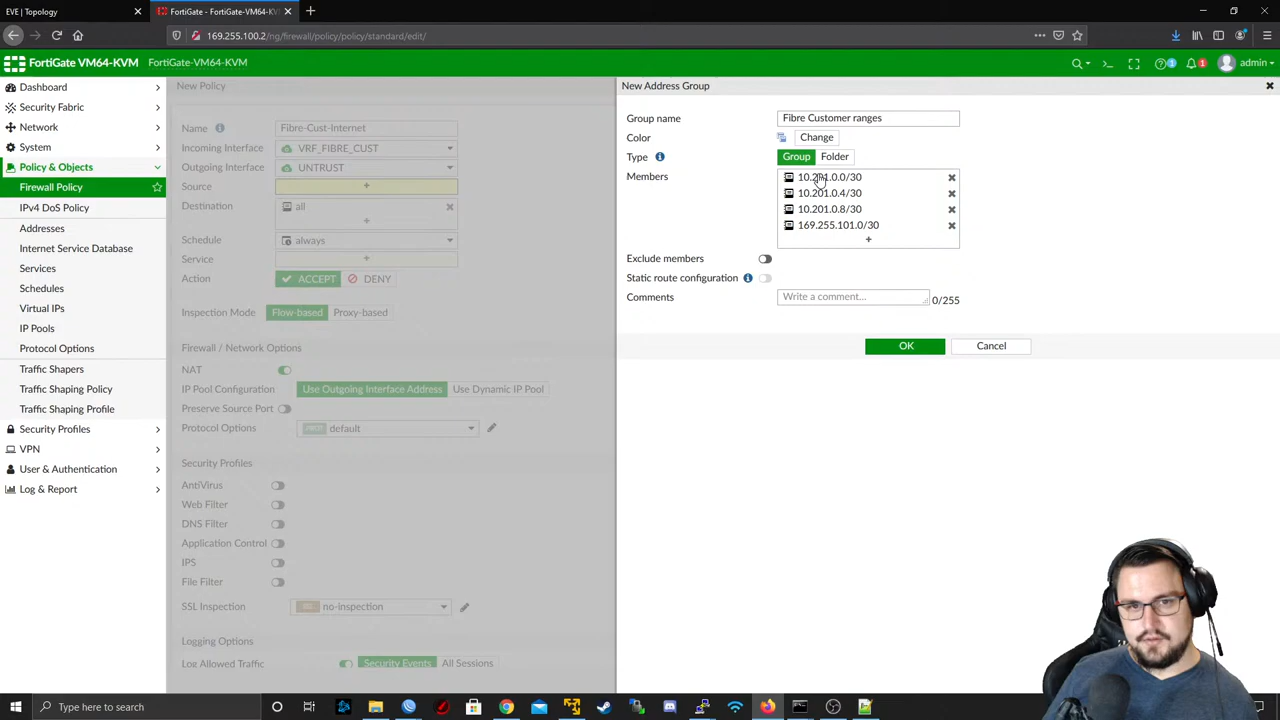 EVE | Topology
FortiGate - FortiGate-VM64-KVM
169.255.100.2/ng/firewall/policy/policy/standard/edit/
FortiGate VM64-KVM
FortiGate-VM64-KVM
1
1
admin
Dashboard
Security Fabric
Network
System
Policy & Objects
Firewall Policy
IPv4 DoS Policy
Addresses
Internet Service Database
Services
Schedules
Virtual IPs
IP Pools
Protocol Options
Traffic Shapers
Traffic Shaping Policy
Traffic Shaping Profile
Security Profiles
VPN
User & Authentication
Log & Report
New Policy
Name Fibre-Cust-Internet
Incoming Interface VRF_FIBRE_CUST
Outgoing Interface UNTRUST
Source +
Destination all
+
Schedule always
Service +
Action ACCEPT DENY
Inspection Mode Flow-based Proxy-based
Firewall / Network Options
NAT
IP Pool Configuration Use Outgoing Interface Address Use Dynamic IP Pool
Preserve Source Port
Protocol Options default
Security Profiles
AntiVirus
Web Filter
DNS Filter
Application Control
IPS
File Filter
SSL Inspection no-inspection
Logging Options
Log Allowed Traffic Security Events All Sessions
New Address Group
Group name Fibre Customer ranges
Color Change
Type Group Folder
Members 10.201.0.0/30
10.201.0.4/30
10.201.0.8/30
169.255.101.0/30
+
Exclude members
Static route configuration
Comments Write a comment... 0/255
OK Cancel
Type here to search